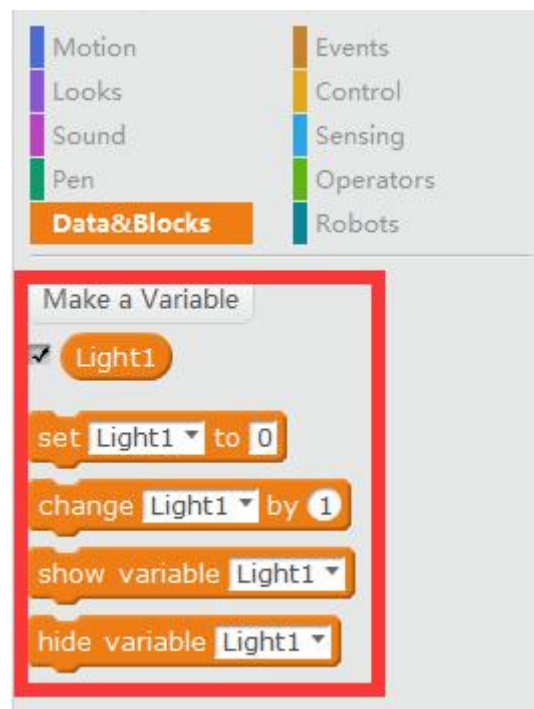 Motion
Events
Looks
Control
Sound
Sensing
Pen
Operators
Data&Blocks
Robots
Make a Variable
Light1
set Light1 to 0
change Light1 by 1
show variable Light1
hide variable Light1